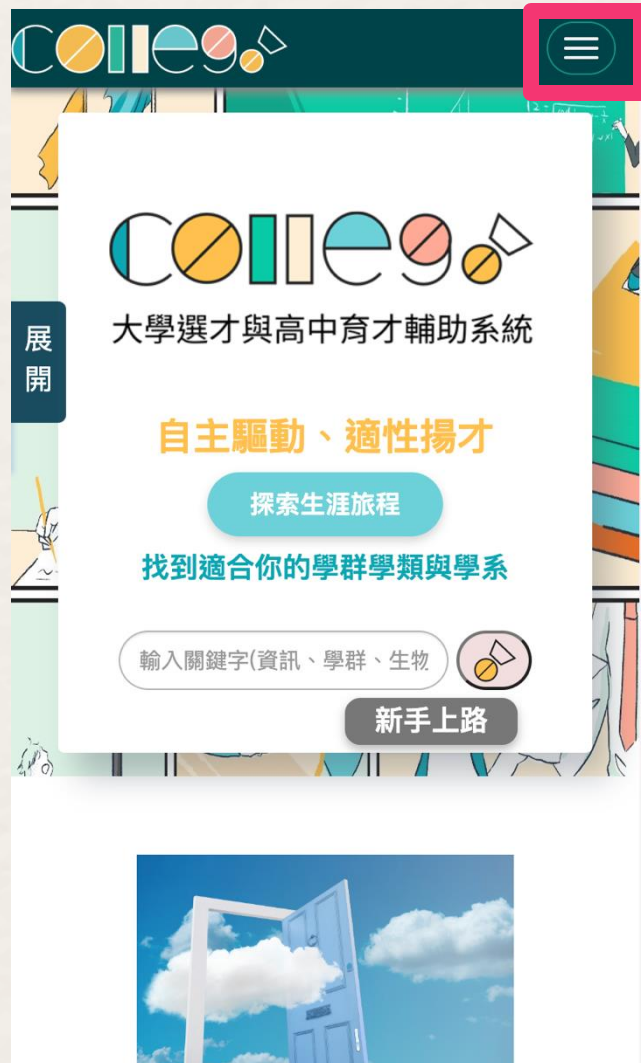 Collego
展開
Collego
大學選才與高中育才輔助系統
自主驅動、適性揚才
探索生涯旅程
找到適合你的學群學類與學系
輸入關鍵字(資訊、學群、生物
新手上路